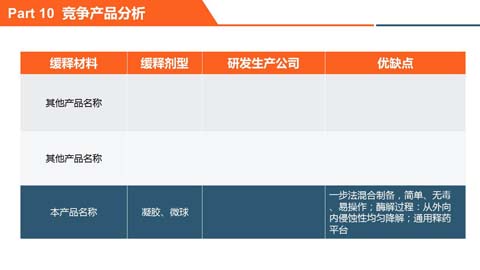 Part 10 竞争产品分析
缓释材料 缓释剂型 研发生产公司 优缺点
其他产品名称
其他产品名称
本产品名称 凝胶、微球 一步法混合制备，简单、无毒
、易操作；酶解过程：从外向
内侵蚀性均匀降解；通用释药
平台